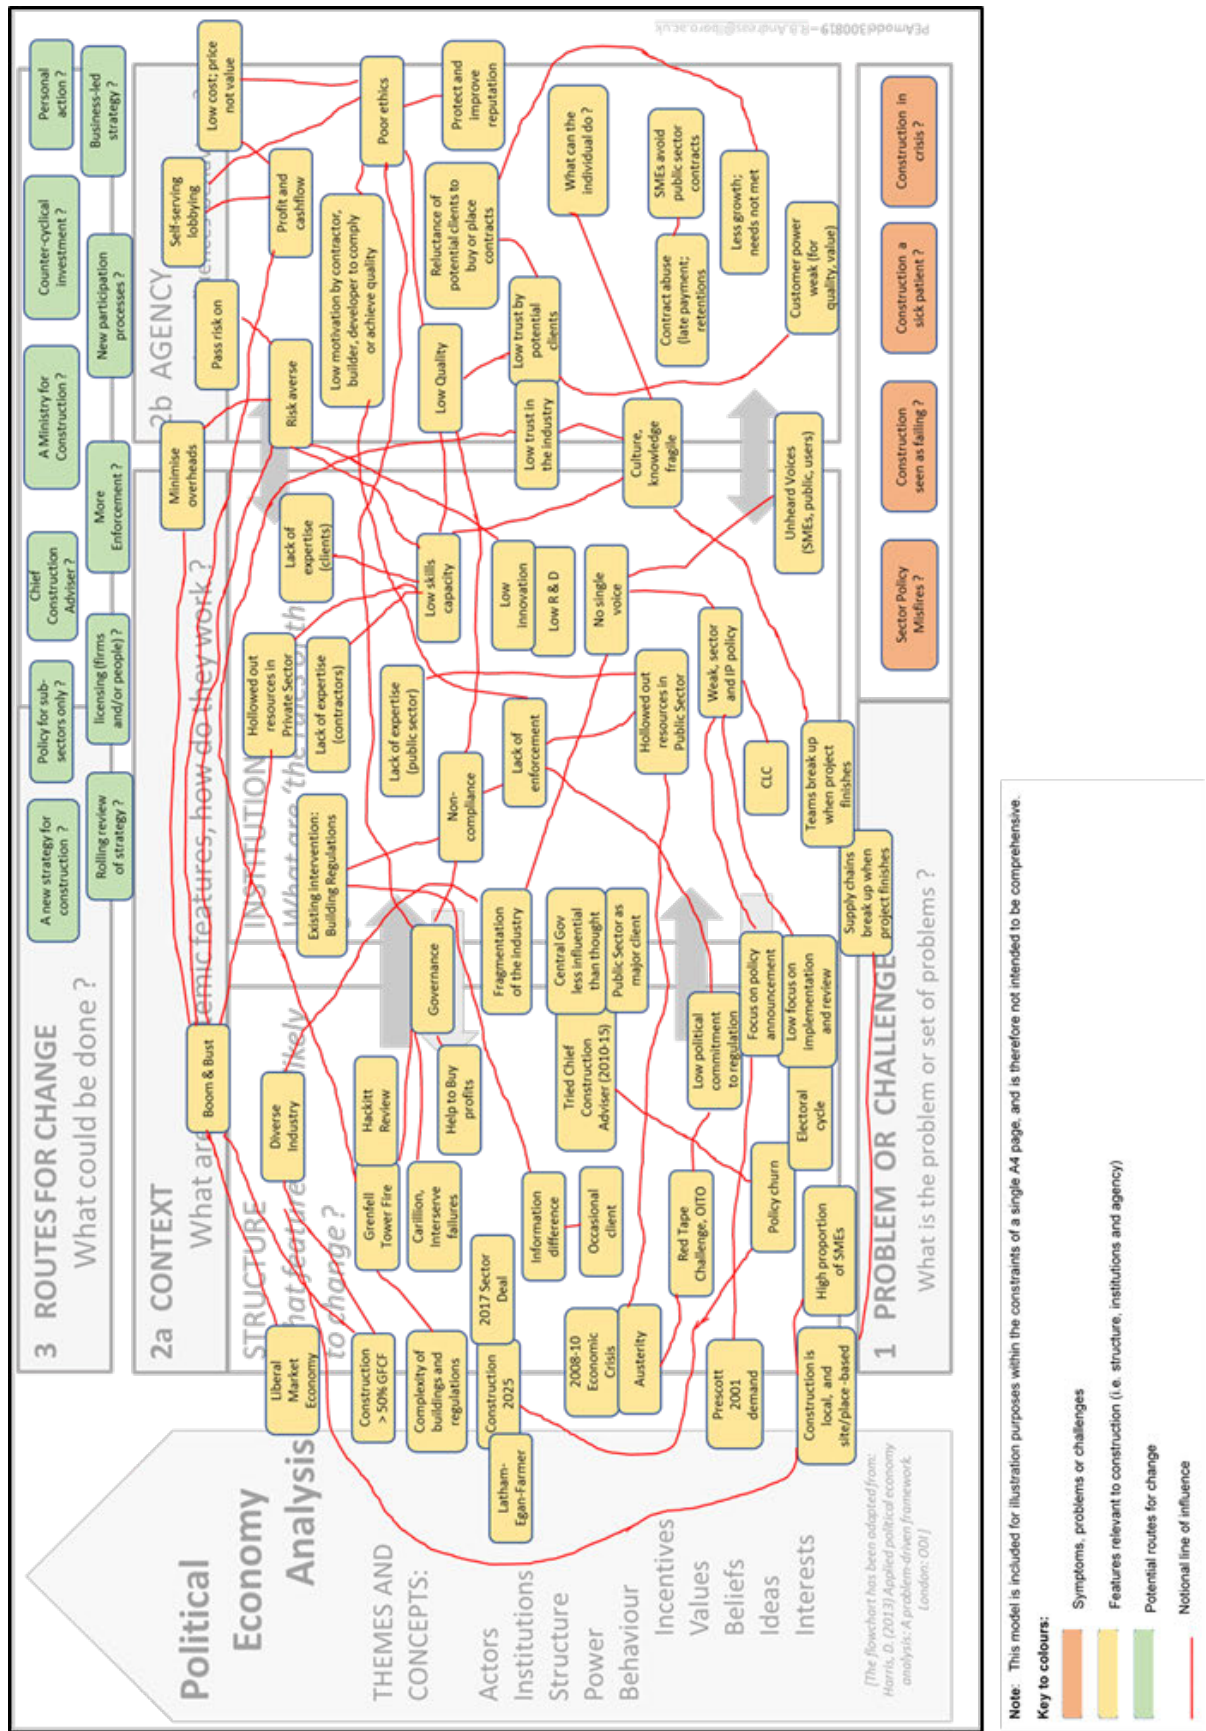 Political
Economy
Analysis
THEMES AND
CONCEPTS:
Actors
Institutions
Structure
Power
Behaviour
Incentives
Values
Beliefs
Ideas
Interests
[The flowchart has been adapted from:
Harris, D. (2013) Applied political economy
analysis: A problem-driven framework.
London: ODI]
3 ROUTES FOR CHANGE
What could be done ?
A new strategy for
construction ?
Policy for sub-
sectors only ?
Chief
Construction
Adviser ?
A Ministry for
Construction ?
Counter-cyclical
investment ?
Personal
action ?
Rolling review
of strategy ?
licensing (firms
and/or people) ?
More
Enforcement ?
New participation
processes ?
Business-led
strategy ?
2a CONTEXT
What are
emic features, how do they work ?
2b AGENCY
STRUCTURE
hat feature
likely
to change ?
INSTITUTION
What are 'the rules of th
Boom & Bust
Minimise
overheads
Pass risk on
Self-serving
lobbying
Low cost; price
not value
Liberal
Market
Economy
Diverse
Industry
Existing intervention:
Building Regulations
Hollowed out
resources in
Private Sector
Lack of expertise
(contractors)
Lack of
expertise
(clients)
Risk averse
Profit and
cashflow
Construction
> 50% GFCF
Grenfell
Tower Fire
Hackitt
Review
Lack of expertise
(public sector)
Low motivation by contractor,
builder, developer to comply
or achieve quality
Poor ethics
Complexity of
buildings and
regulations
Carillion,
Interserve
failures
Help to Buy
profits
Governance
Non-
compliance
Low skills
capacity
Low Quality
Reluctance of
potential clients to
buy or place
contracts
Protect and
improve
reputation
Latham-
Egan-Farmer
Construction
2025
2017 Sector
Deal
Information
difference
Occasional
client
Fragmentation
of the industry
Lack of
enforcement
Low
innovation
Low R & D
Low trust in
the industry
Low trust by
potential
clients
What can the
individual do ?
2008-10
Economic
Crisis
Austerity
Tried Chief
Construction
Adviser (2010-15)
Central Gov
less influential
than thought
Public Sector as
major client
Hollowed out
resources in
Public Sector
No single
voice
Culture,
knowledge
fragile
Contract abuse
(late payment;
retentions
SMEs avoid
public sector
contracts
Prescott
2001
demand
Red Tape
Challenge, OITO
Low political
commitment
to regulation
Weak, sector
and IP policy
CLC
Less growth;
needs not met
Policy churn
Focus on policy
announcement
Low focus on
implementation
and review
Electoral
cycle
Unheard Voices
(SMEs, public, users)
Customer power
weak (for
quality, value)
Construction is
local, and
site/place -based
High proportion
of SMEs
Supply chains
break up when
project finishes
Teams break up
when project
finishes
1 PROBLEM OR CHALLENGE
What is the problem or set of problems ?
Sector Policy
Misfires ?
Construction
seen as failing ?
Construction a
sick patient ?
Construction in
crisis ?
Note: This model is included for illustration purposes within the constraints of a single A4 page, and is therefore not intended to be comprehensive.
Key to colours:
Symptoms, problems or challenges
Features relevant to construction (i.e. structure, institutions and agency)
Potential routes for change
Notional line of influence